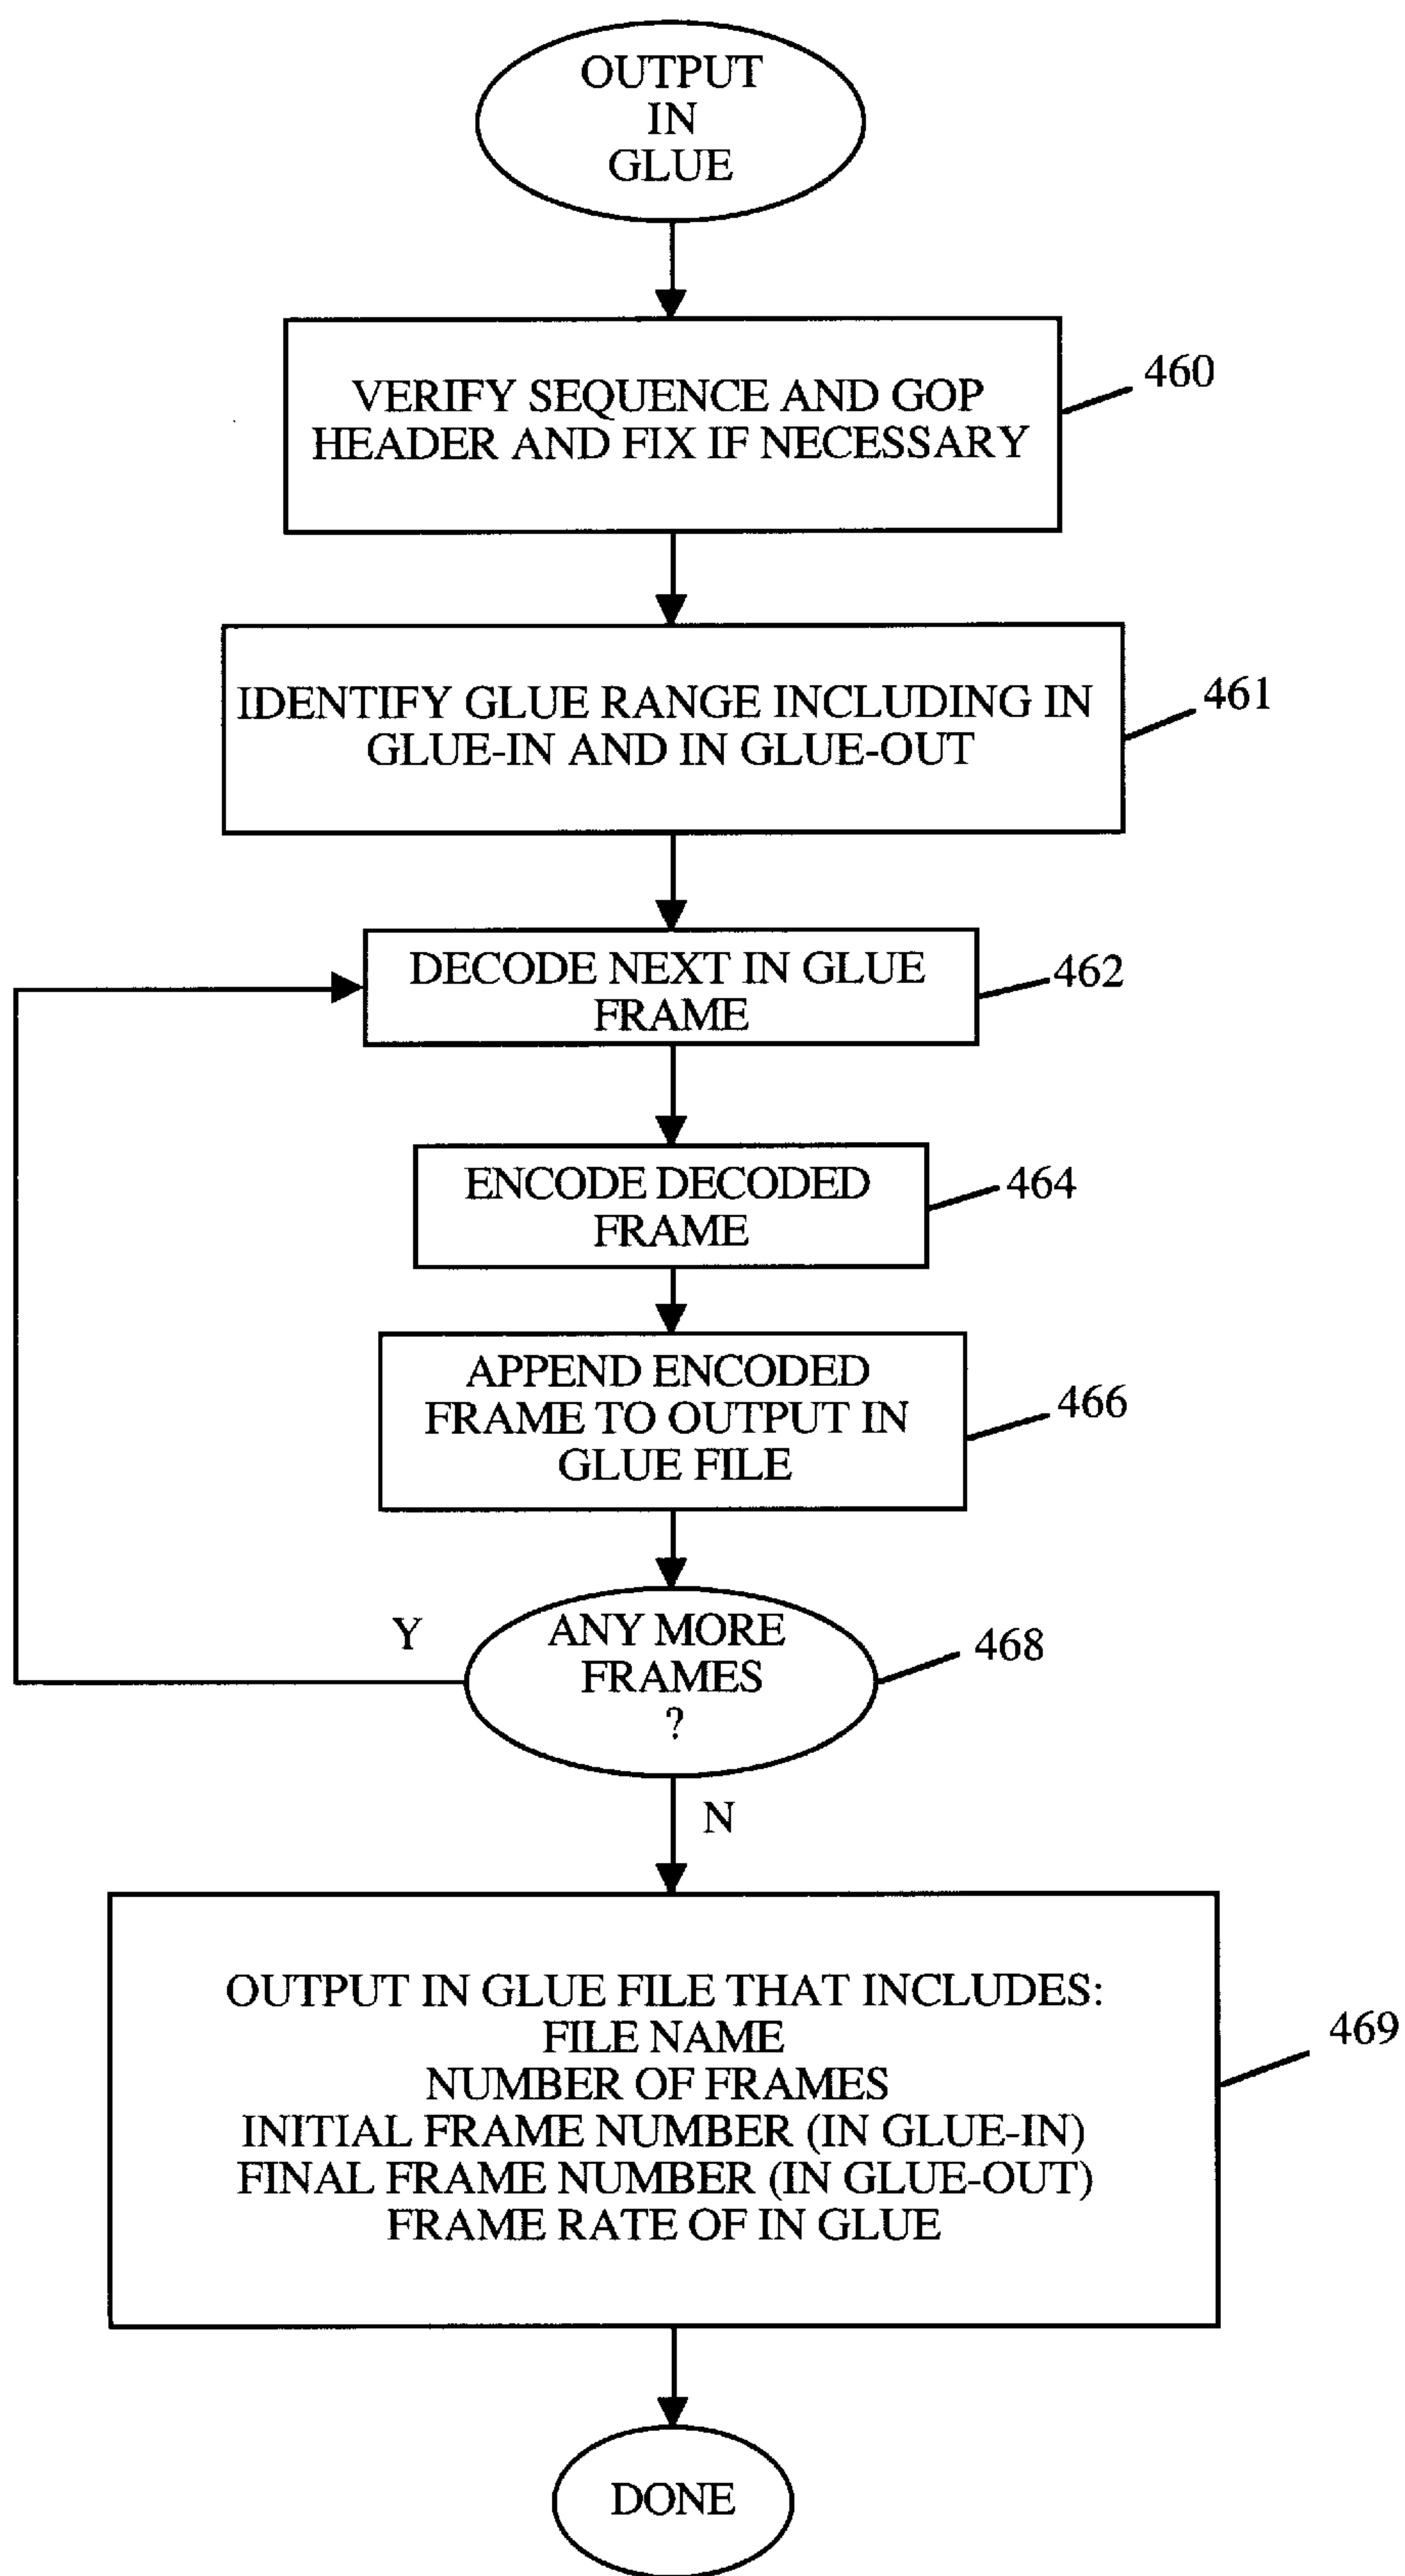 OUTPUT
IN
GLUE
VERIFY SEQUENCE AND GOP
HEADER AND FIX IF NECESSARY
460
IDENTIFY GLUE RANGE INCLUDING IN
GLUE-IN AND IN GLUE-OUT
461
DECODE NEXT IN GLUE
FRAME
462
ENCODE DECODED
FRAME
464
APPEND ENCODED
FRAME TO OUTPUT IN
GLUE FILE
466
Y
ANY MORE
FRAMES
?
468
N
OUTPUT IN GLUE FILE THAT INCLUDES:
FILE NAME
NUMBER OF FRAMES
INITIAL FRAME NUMBER (IN GLUE-IN)
FINAL FRAME NUMBER (IN GLUE-OUT)
FRAME RATE OF IN GLUE
469
DONE